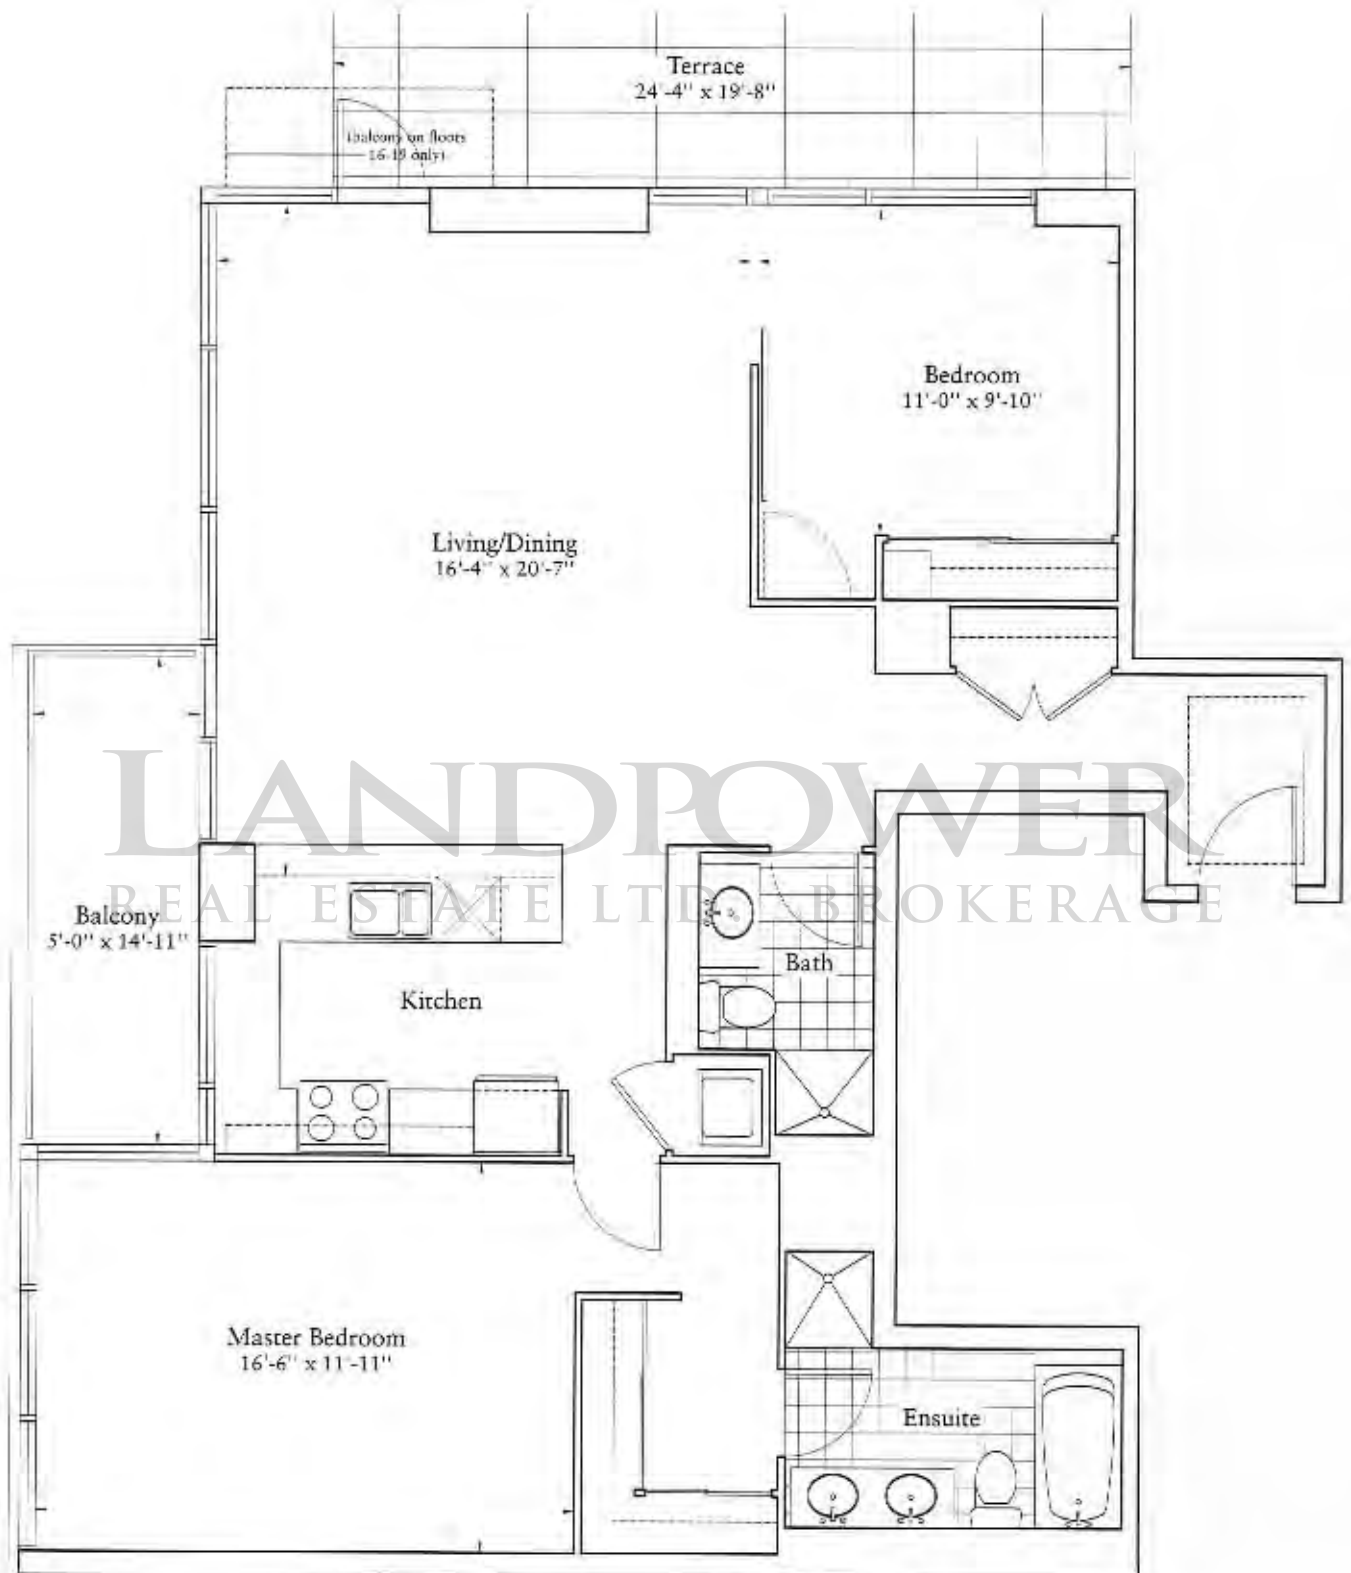 Terrace
24'-4" x 19'-8"
(balcony on floors
16-19 only)
Bedroom
11'-0" x 9'-10"
Living/Dining
16'-4" x 20'-7"
LANDPOWER
REAL ESTATE LTD. BROKERAGE
Balcony
5'-0" x 14'-11"
Bath
Kitchen
Master Bedroom
16'-6" x 11'-11"
Ensuite